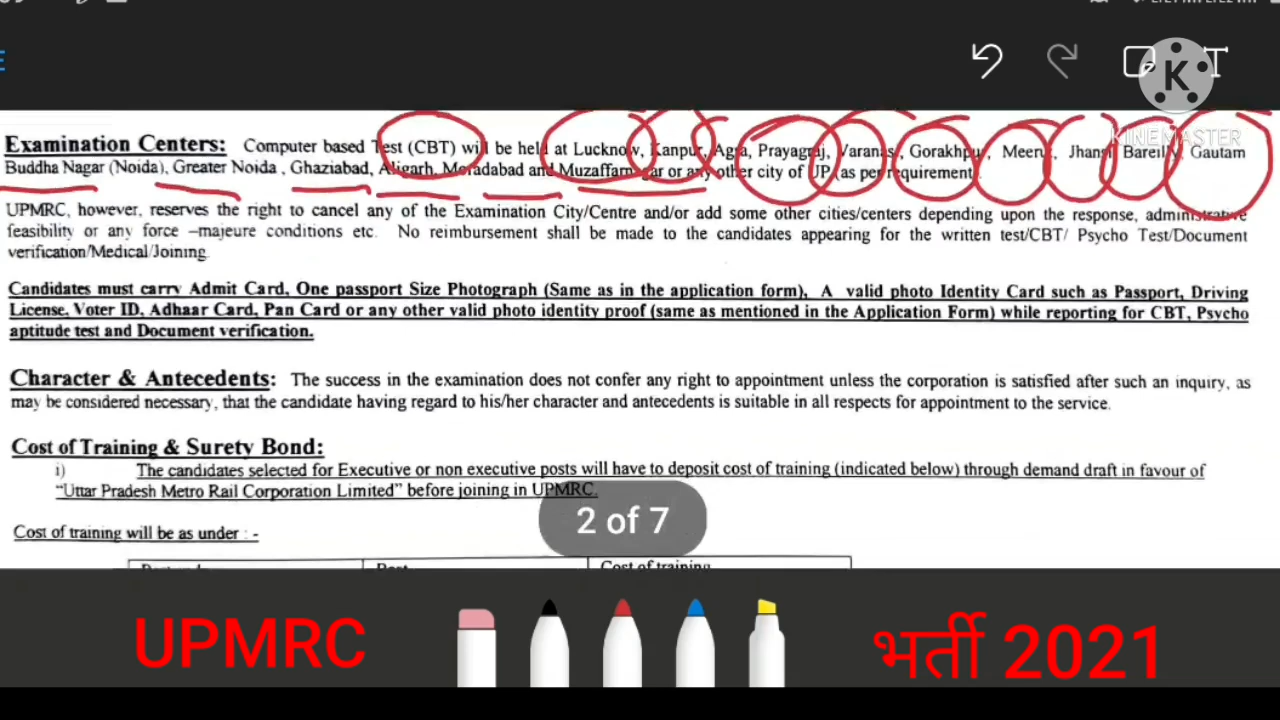 T
K
KINEMASTER
Examination Centers: Computer based Test (CBT) will be held at Lucknow, Kanpur, Agra, Prayagraj, Varanasi, Gorakhpur, Meerut, Jhansi, Bareilly, Gautam
Buddha Nagar (Noida), Greater Noida , Ghaziabad, Aligarh, Moradabad and Muzaffarnagar or any other city of UP, as per requirement.
UPMRC, however, reserves the right to cancel any of the Examination City/Centre and/or add some other cities/centers depending upon the response, administrative
feasibility or any force –majeure conditions etc. No reimbursement shall be made to the candidates appearing for the written test/CBT/ Psycho Test/Document
verification/Medical/Joining.
Candidates must carry Admit Card, One passport Size Photograph (Same as in the application form), A valid photo Identity Card such as Passport, Driving
License, Voter ID, Adhaar Card, Pan Card or any other valid photo identity proof (same as mentioned in the Application Form) while reporting for CBT, Psycho
aptitude test and Document verification.
Character & Antecedents: The success in the examination does not confer any right to appointment unless the corporation is satisfied after such an inquiry, as
may be considered necessary, that the candidate having regard to his/her character and antecedents is suitable in all respects for appointment to the service.
Cost of Training & Surety Bond:
i) The candidates selected for Executive or non executive posts will have to deposit cost of training (indicated below) through demand draft in favour of
“Uttar Pradesh Metro Rail Corporation Limited” before joining in UPMRC.
2 of 7
Cost of training will be as under : -
Post Cost of training
UPMRC भर्ती 2021